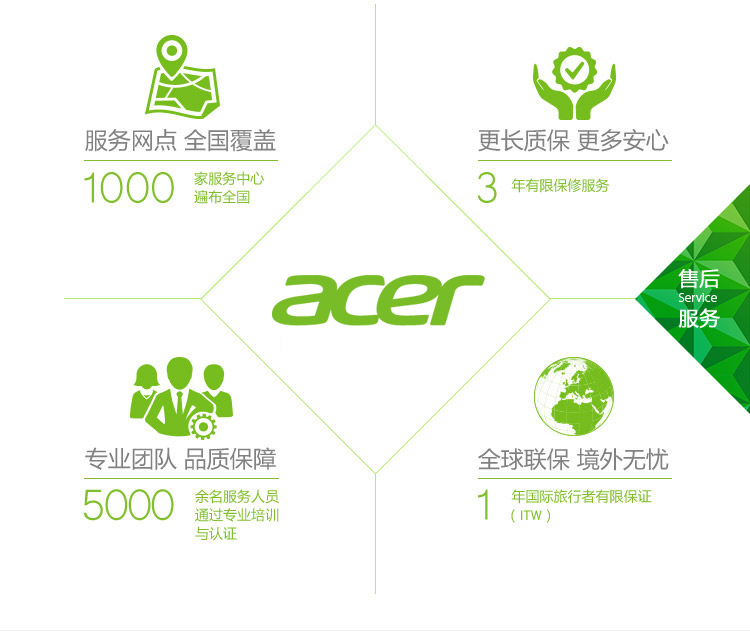 服务网点 全国覆盖
1000 家服务中心
遍布全国
更长质保 更多安心
3 年有限保修服务
acer
售后
Service
服务
专业团队 品质保障
5000 余名服务人员
通过专业培训
与认证
全球联保 境外无忧
1 年国际旅行者有限保证
( ITW )